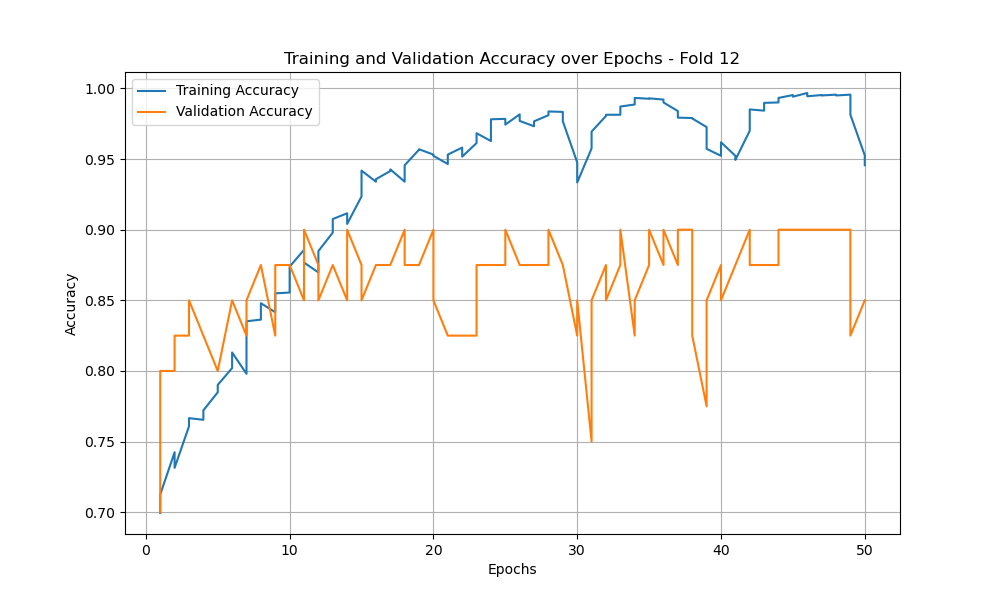 Training and Validation Accuracy over Epochs - Fold 12
Training Accuracy
Validation Accuracy
1.00
0.95
0.90
0.85
0.80
0.75
0.70
Accuracy
0
10
20
30
40
50
Epochs